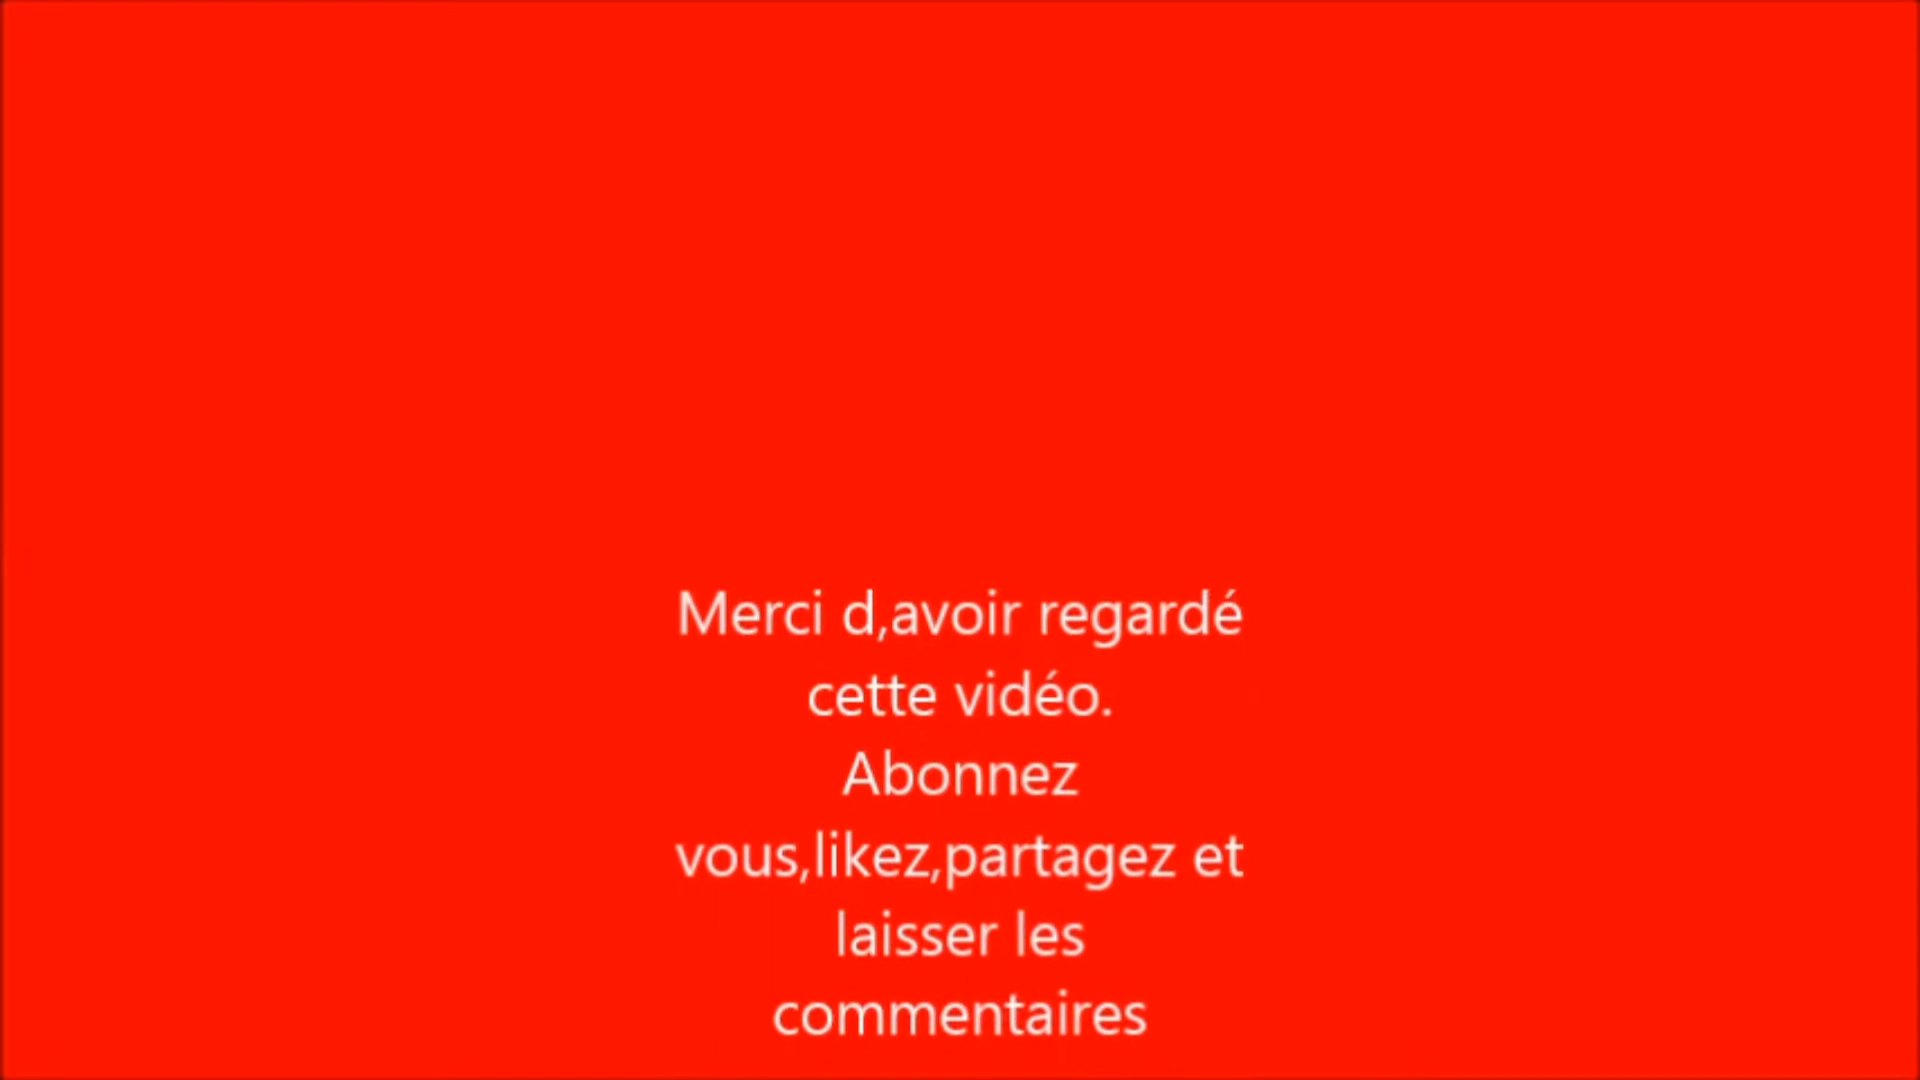 Merci d,avoir regardé
cette vidéo.
Abonnez
vous,likez,partagez et
laisser les
commentaires